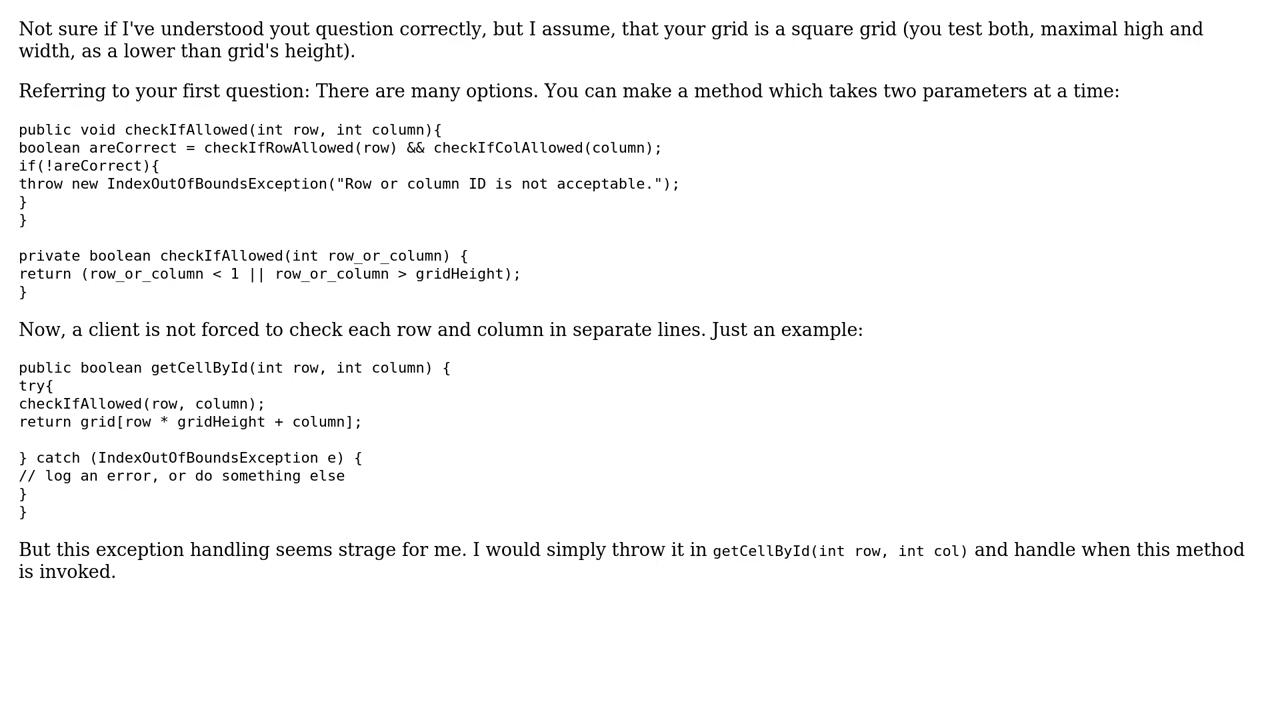 Not sure if I've understood yout question correctly, but I assume, that your grid is a square grid (you test both, maximal high and
width, as a lower than grid's height).
Referring to your first question: There are many options. You can make a method which takes two parameters at a time:
public void checkIfAllowed(int row, int column){
boolean areCorrect = checkIfRowAllowed(row) && checkIfColAllowed(column);
if(!areCorrect){
throw new IndexOutOfBoundsException("Row or column ID is not acceptable.");
}
}
private boolean checkIfAllowed(int row_or_column) {
return (row_or_column < 1 || row_or_column > gridHeight);
}
Now, a client is not forced to check each row and column in separate lines. Just an example:
public boolean getCellById(int row, int column) {
try{
checkIfAllowed(row, column);
return grid[row * gridHeight + column];
} catch (IndexOutOfBoundsException e) {
// log an error, or do something else
}
}
But this exception handling seems strage for me. I would simply throw it in getCellById(int row, int col) and handle when this method
is invoked.